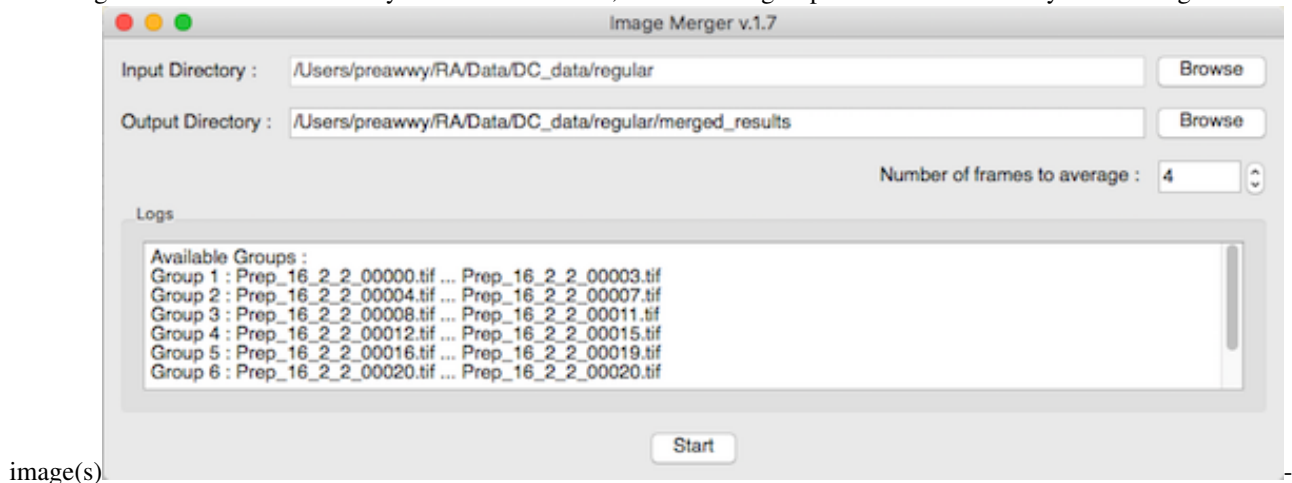 Image Merger v.1.7
Input Directory : /Users/preawwy/RA/Data/DC_data/regular Browse
Output Directory : /Users/preawwy/RA/Data/DC_data/regular/merged_results Browse
Number of frames to average : 4
Logs
Available Groups :
Group 1 : Prep_16_2_2_00000.tif ... Prep_16_2_2_00003.tif
Group 2 : Prep_16_2_2_00004.tif ... Prep_16_2_2_00007.tif
Group 3 : Prep_16_2_2_00008.tif ... Prep_16_2_2_00011.tif
Group 4 : Prep_16_2_2_00012.tif ... Prep_16_2_2_00015.tif
Group 5 : Prep_16_2_2_00016.tif ... Prep_16_2_2_00019.tif
Group 6 : Prep_16_2_2_00020.tif ... Prep_16_2_2_00020.tif
Start
image(s) -